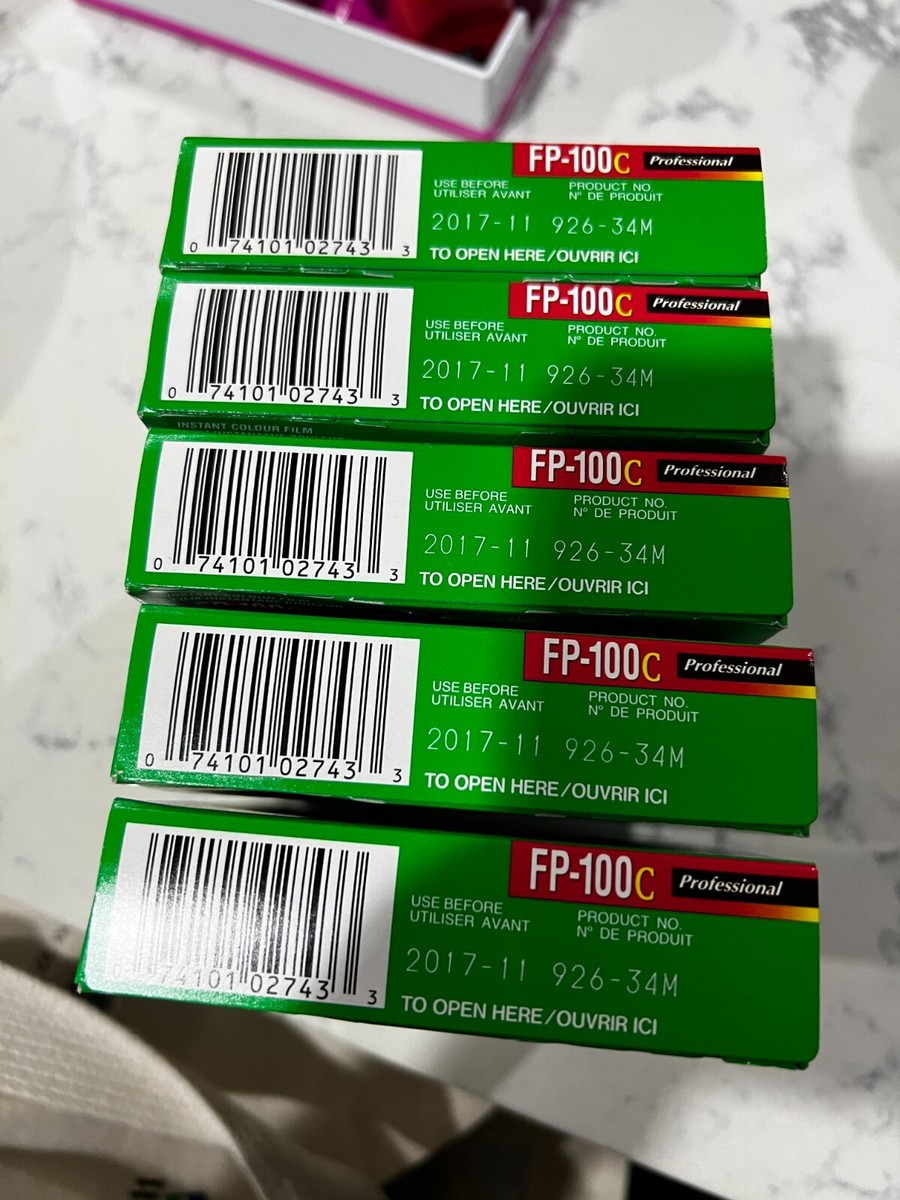 FP-100C Professional
USE BEFORE PRODUCT NO.
UTILISER AVANT N° DE PRODUIT
2017-11 926-34M
0 74101 02743 3
TO OPEN HERE/OUVRIR ICI
FP-100C Professional
USE BEFORE PRODUCT NO.
UTILISER AVANT N° DE PRODUIT
2017-11 926-34M
0 74101 02743 3
TO OPEN HERE/OUVRIR ICI
INSTANT COLOUR FILM
FP-100C Professional
USE BEFORE PRODUCT NO.
UTILISER AVANT N° DE PRODUIT
2017-11 926-34M
0 74101 02743 3
TO OPEN HERE/OUVRIR ICI
FP-100C Professional
USE BEFORE PRODUCT NO.
UTILISER AVANT N° DE PRODUIT
2017-11 926-34M
0 74101 02743 3
TO OPEN HERE/OUVRIR ICI
FP-100C Professional
USE BEFORE PRODUCT NO.
UTILISER AVANT N° DE PRODUIT
2017-11 926-34M
0 74101 02743 3
TO OPEN HERE/OUVRIR ICI